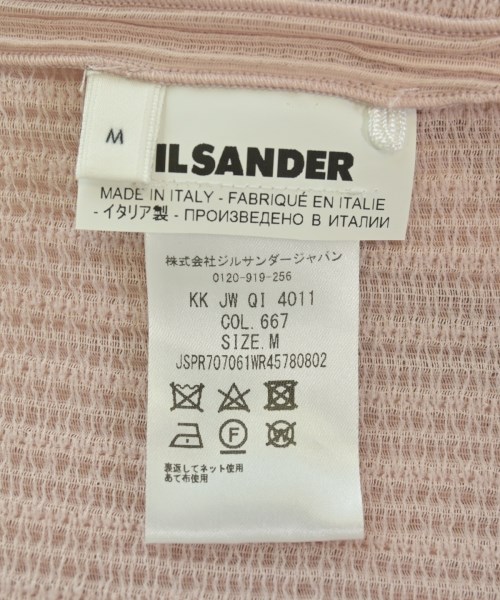 M
ILSANDER
MADE IN ITALY - FABRIQUÉ EN ITALIE
- イタリア製 - ПРОИЗВЕДЕНО В ИТАЛИИ
株式会社ジルサンダージャパン
0120-919-256
KK JW QI 4011
COL.667
SIZE.M
JSPR707061WR45780802
F
W
裏返してネット使用
あて布使用